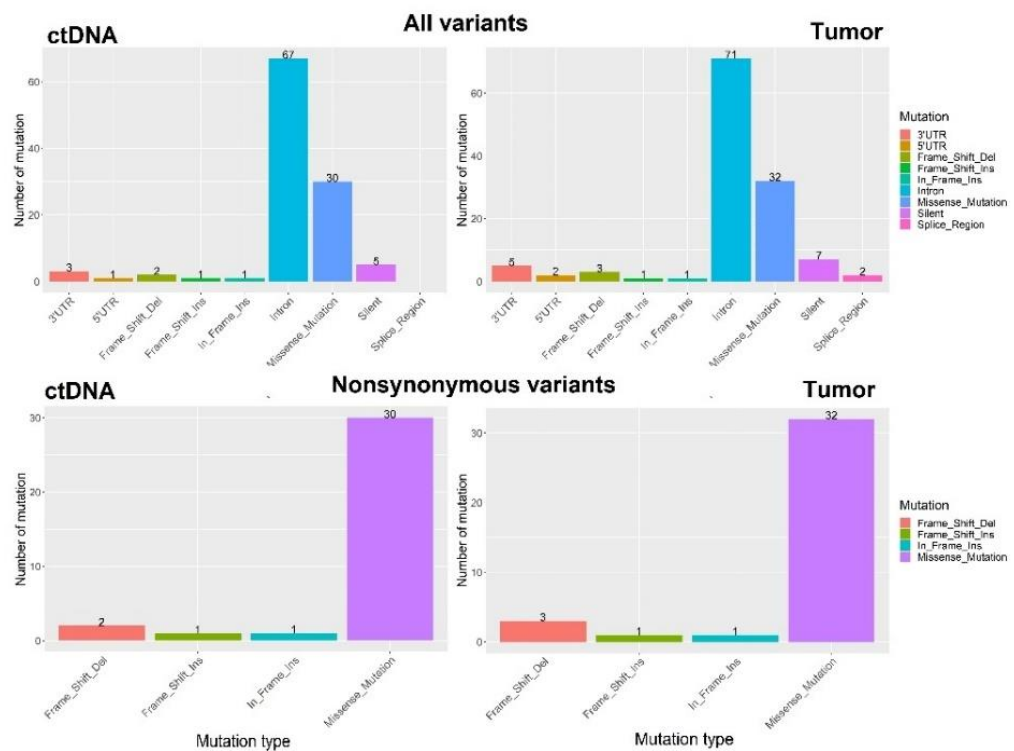 ctDNA
All variants
Tumor
Number of mutation
60
40
20
0
3
1
2
1
1
67
30
5
3'UTR
5'UTR
Frame_Shift_Del
Frame_Shift_Ins
In_Frame_Ins
Intron
Missense_Mutation
Silent
Splice_Region
Number of mutation
60
40
20
0
5
2
3
1
1
71
32
7
2
3'UTR
5'UTR
Frame_Shift_Del
Frame_Shift_Ins
In_Frame_Ins
Intron
Missense_Mutation
Silent
Splice_Region
Mutation
3'UTR
5'UTR
Frame_Shift_Del
Frame_Shift_Ins
In_Frame_Ins
Intron
Missense_Mutation
Silent
Splice_Region
ctDNA
Nonsynonymous variants
Tumor
Number of mutation
30
20
10
0
2
1
1
30
Frame_Shift_Del
Frame_Shift_Ins
In_Frame_Ins
Missense_Mutation
Mutation type
Number of mutation
30
20
10
0
3
1
1
32
Frame_Shift_Del
Frame_Shift_Ins
In_Frame_Ins
Missense_Mutation
Mutation type
Mutation
Frame_Shift_Del
Frame_Shift_Ins
In_Frame_Ins
Missense_Mutation